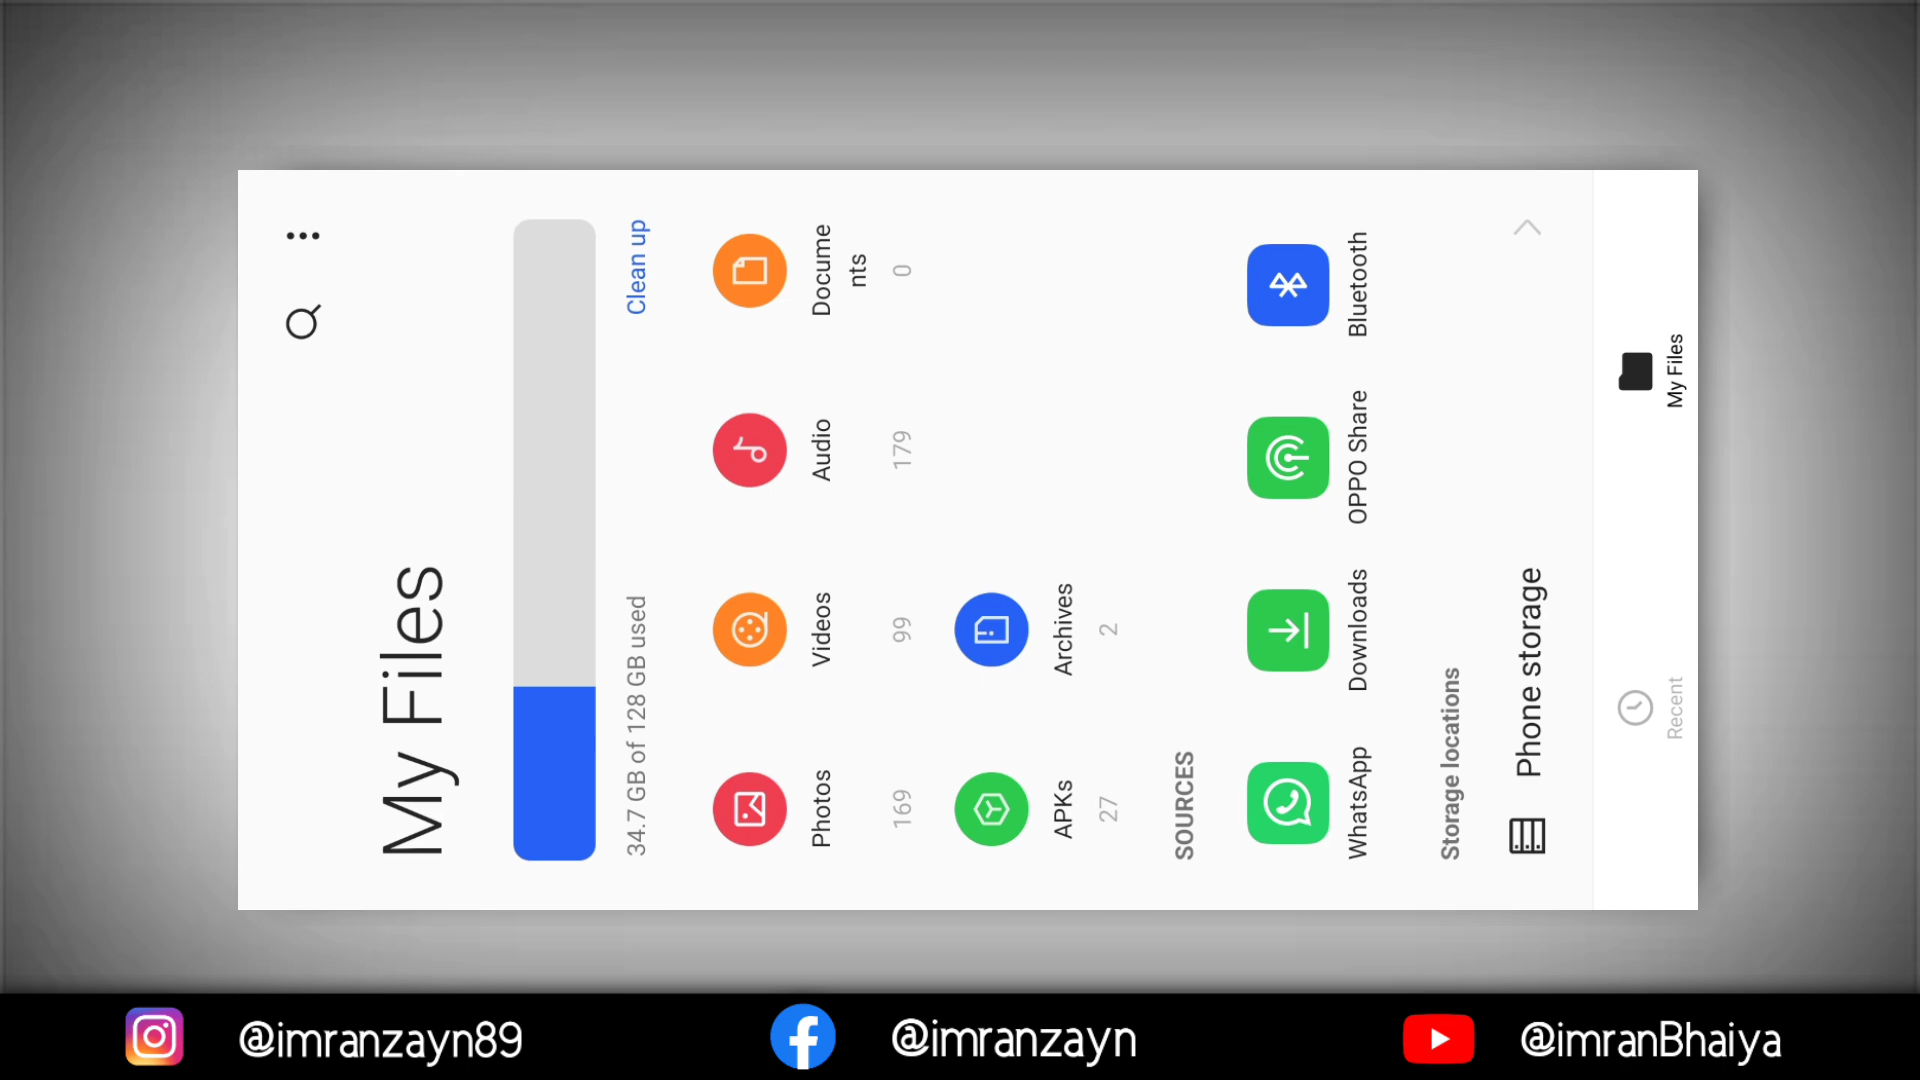 My Files
34.7 GB of 128 GB used
Clean up
Photos
Videos
Audio
Docume
nts
169
99
179
0
APKs
Archives
27
2
SOURCES
WhatsApp
Downloads
OPPO Share
Bluetooth
Storage locations
Phone storage
Recent
My Files
@imranzayn89
@imranzayn
@imranBhaiya